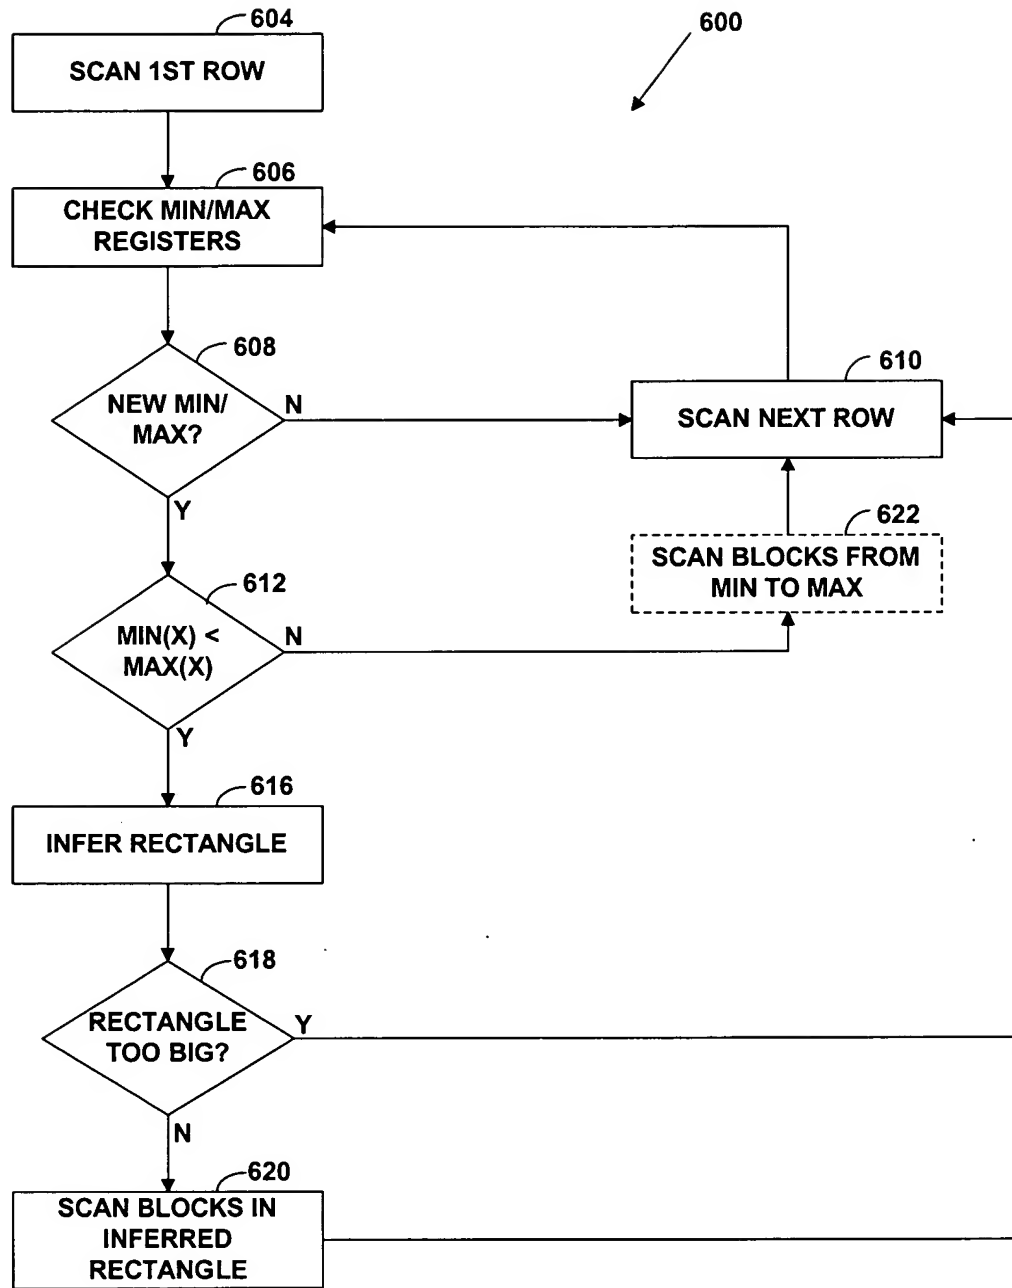 604
600
SCAN 1ST ROW
606
CHECK MIN/MAX
REGISTERS
608
NEW MIN/
MAX?
N
Y
610
SCAN NEXT ROW
622
SCAN BLOCKS FROM
MIN TO MAX
612
MIN(X) <
MAX(X)
N
Y
616
INFER RECTANGLE
618
RECTANGLE
TOO BIG?
Y
N
620
SCAN BLOCKS IN
INFERRED
RECTANGLE